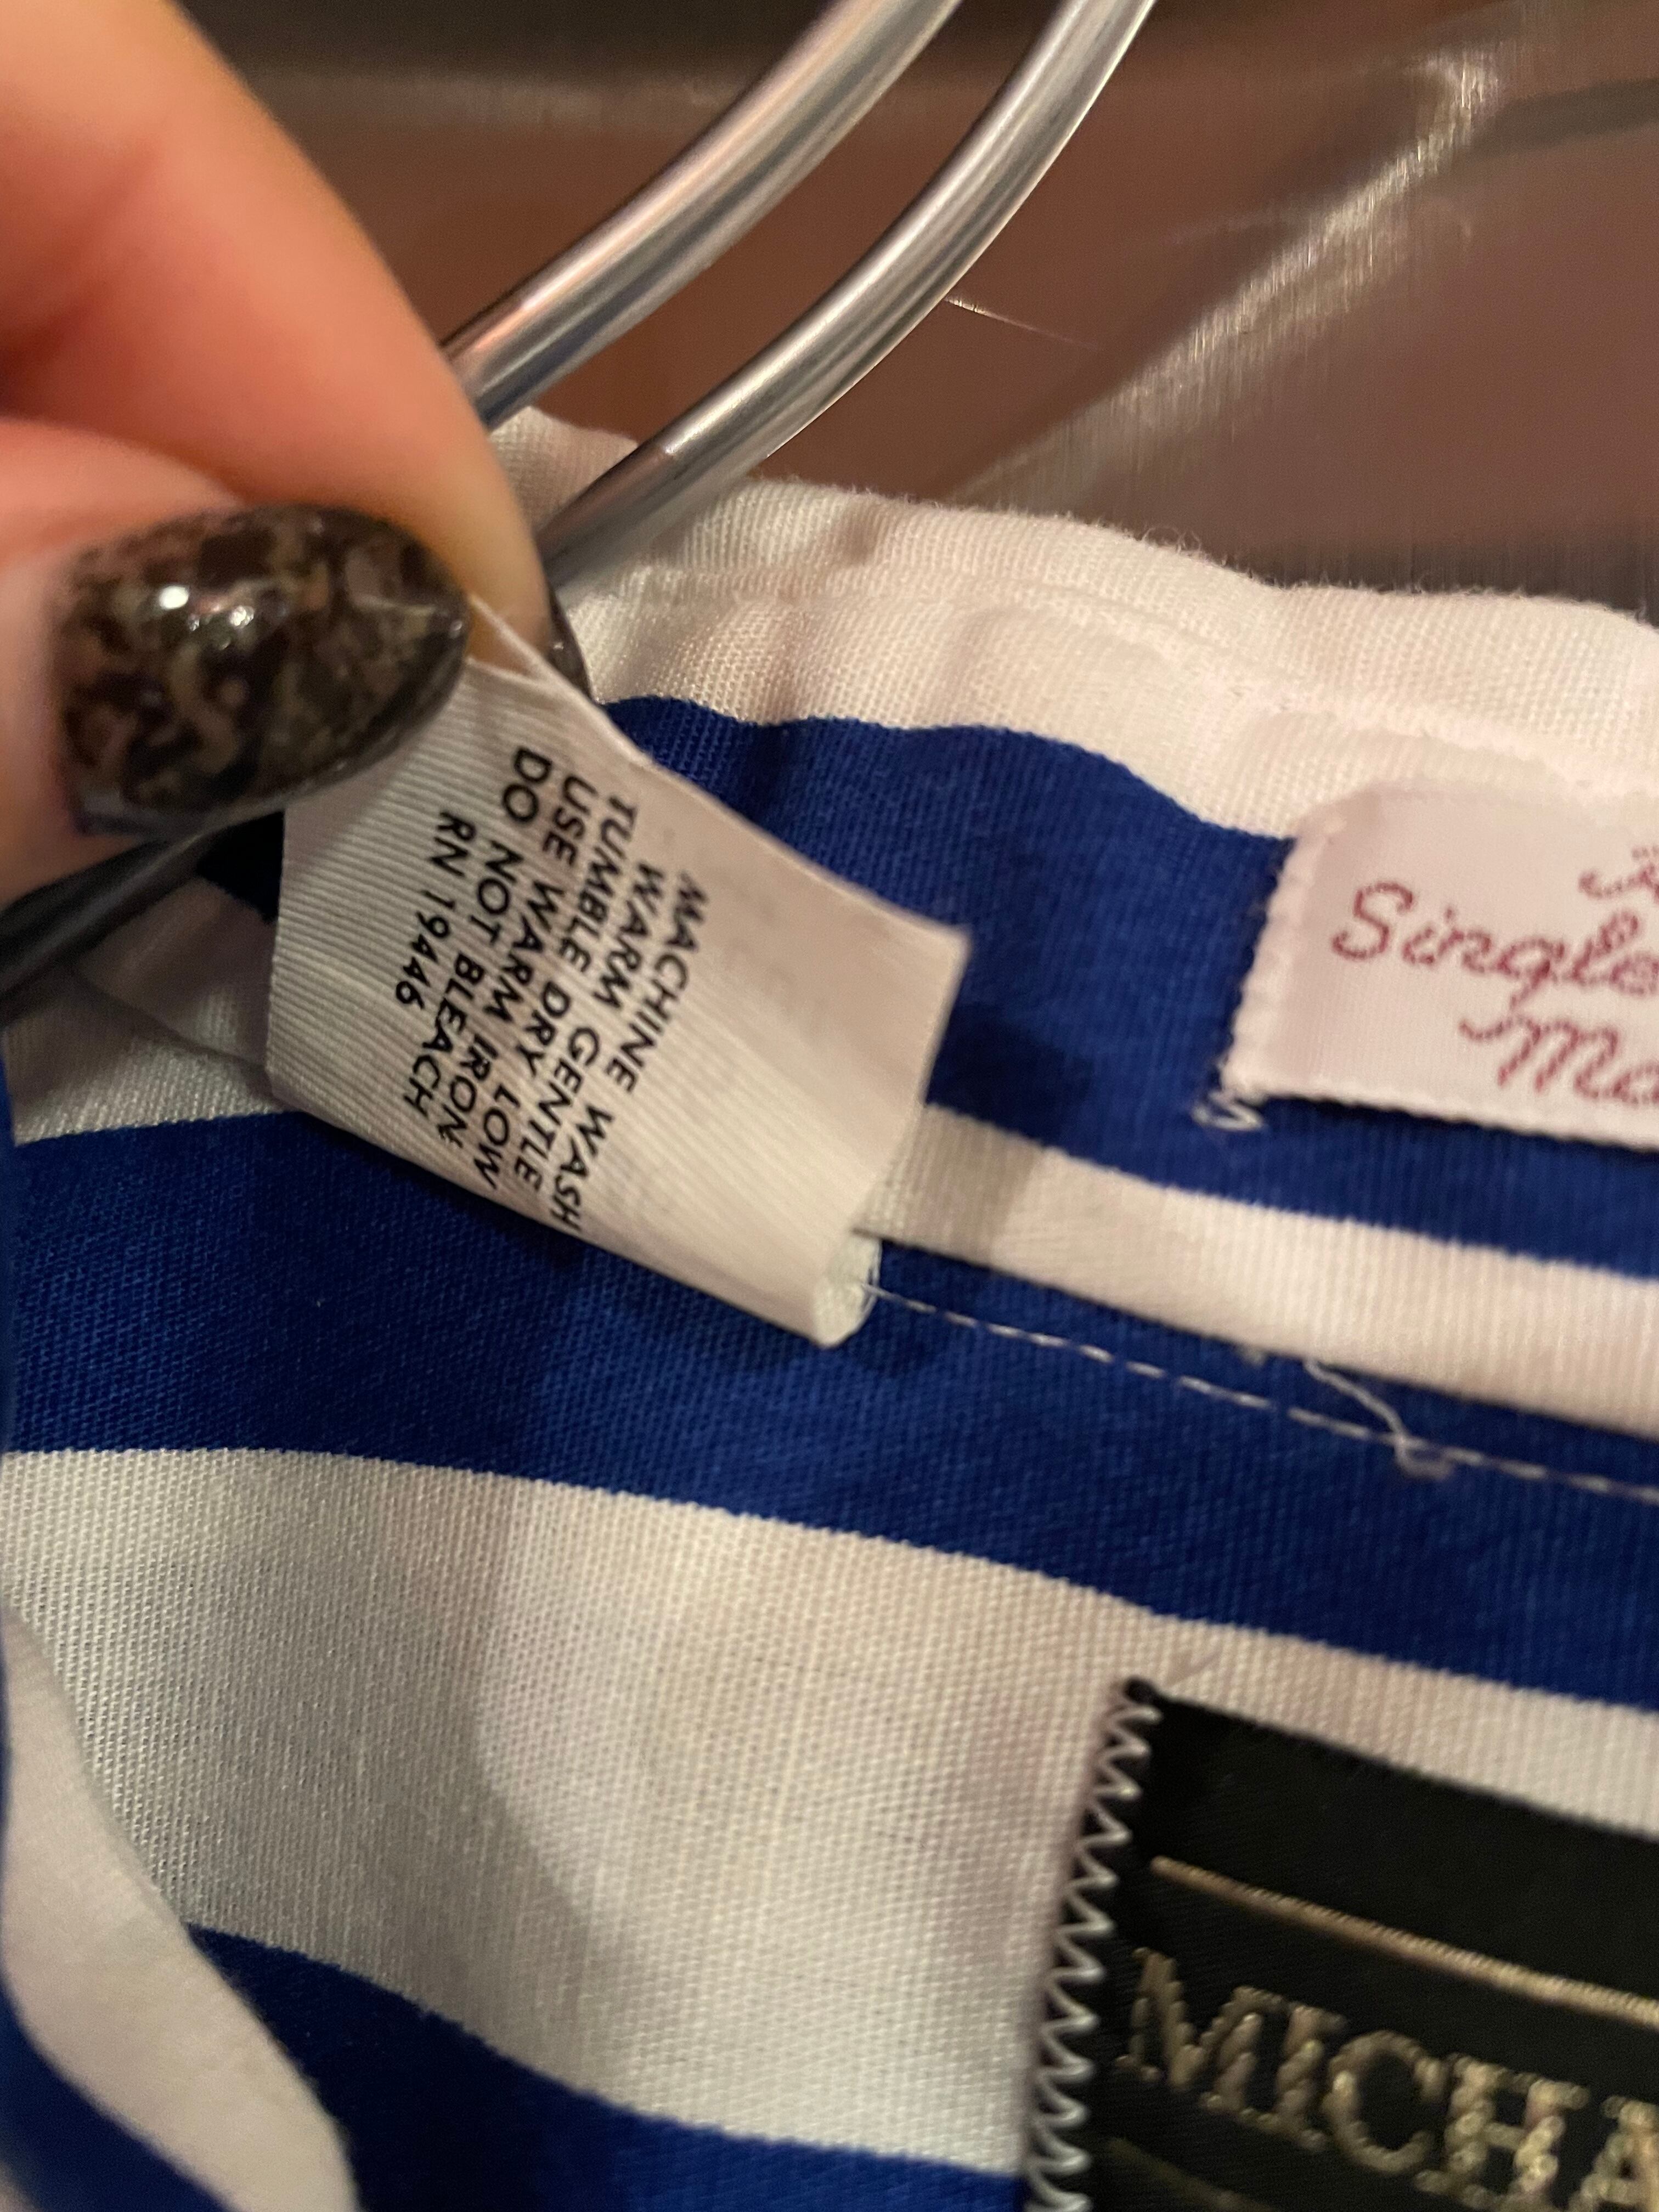 MACHINE WASH
WARM GENTLE
TUMBLE DRY LOW
USE WARM IRON
DO NOT BLEACH
RN 19446
Single
MICHA